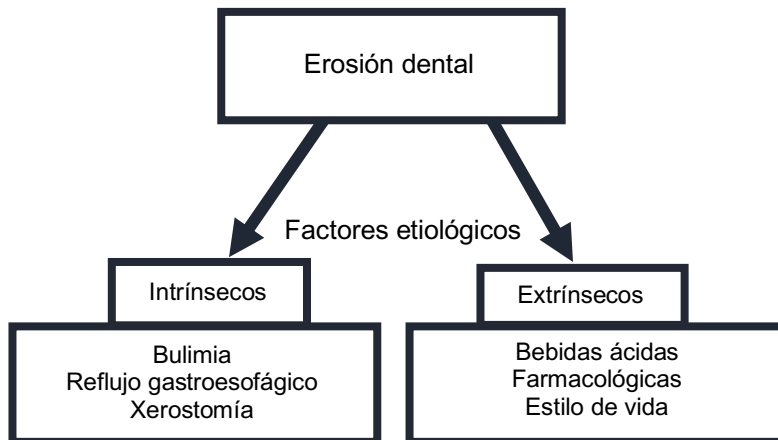 Erosión dental
Factores etiológicos
Intrínsecos
Bulimia
Reflujo gastroesofágico
Xerostomía
Extrínsecos
Bebidas ácidas
Farmacológicas
Estilo de vida